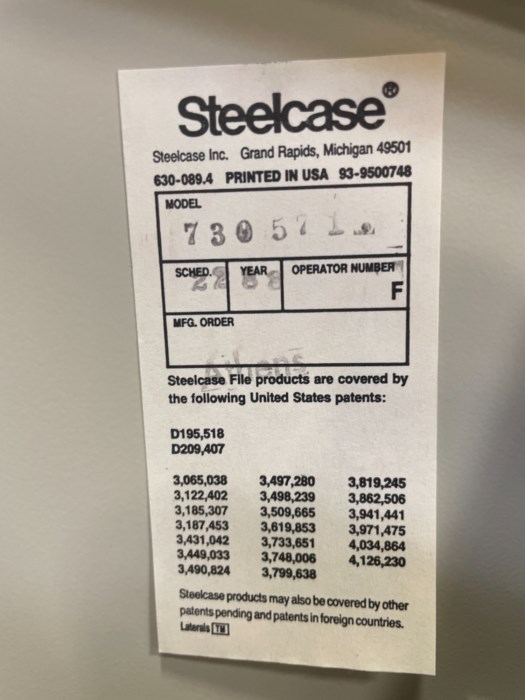 Steelcase®
Steelcase Inc. Grand Rapids, Michigan 49501
630-089.4 PRINTED IN USA 93-9500748
MODEL
730571
SCHED. YEAR OPERATOR NUMBER
22 88 F
MFG. ORDER
Athens
Steelcase File products are covered by
the following United States patents:
D195,518
D209,407
3,065,038 3,497,280 3,819,245
3,122,402 3,498,239 3,862,506
3,185,307 3,509,665 3,941,441
3,187,453 3,619,853 3,971,475
3,431,042 3,733,651 4,034,864
3,449,033 3,748,006 4,126,230
3,490,824 3,799,638
Steelcase products may also be covered by other
patents pending and patents in foreign countries.
Laterals TM